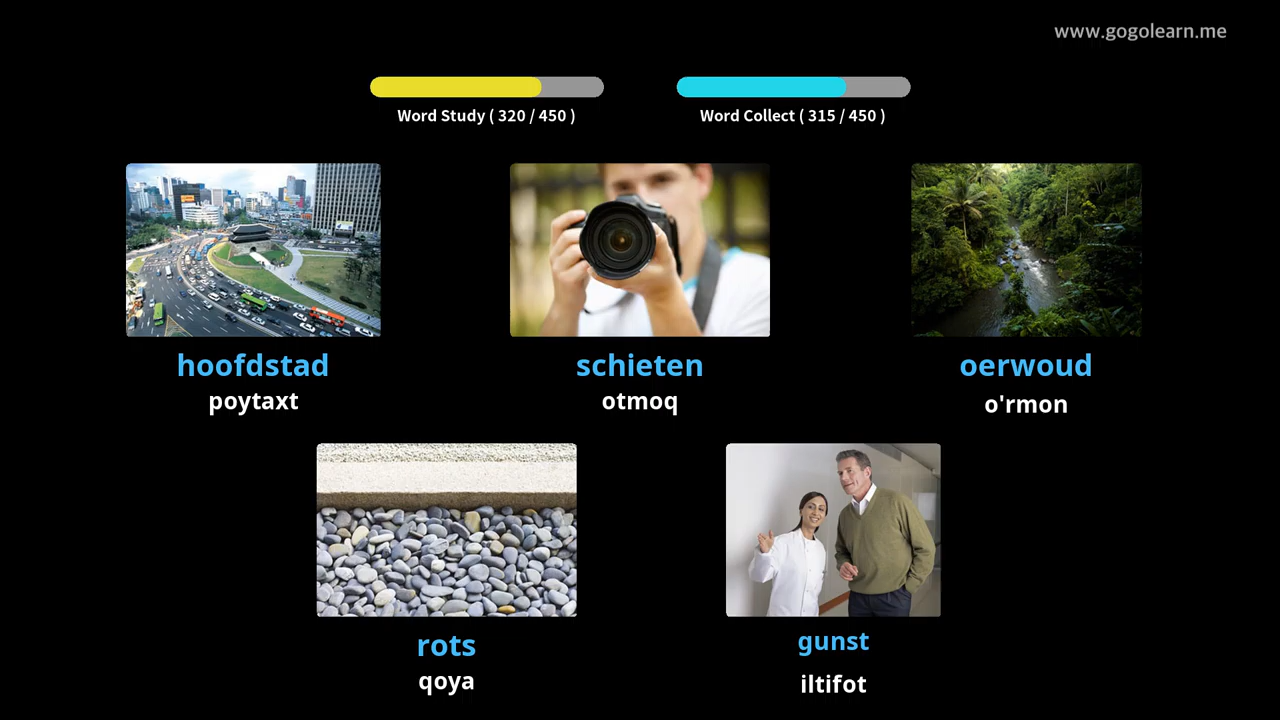 www.gogolearn.me
Word Study ( 320 / 450 )
Word Collect ( 315 / 450 )
hoofdstad
poytaxt
schieten
otmoq
oerwoud
o'rmon
rots
qoya
gunst
iltifot